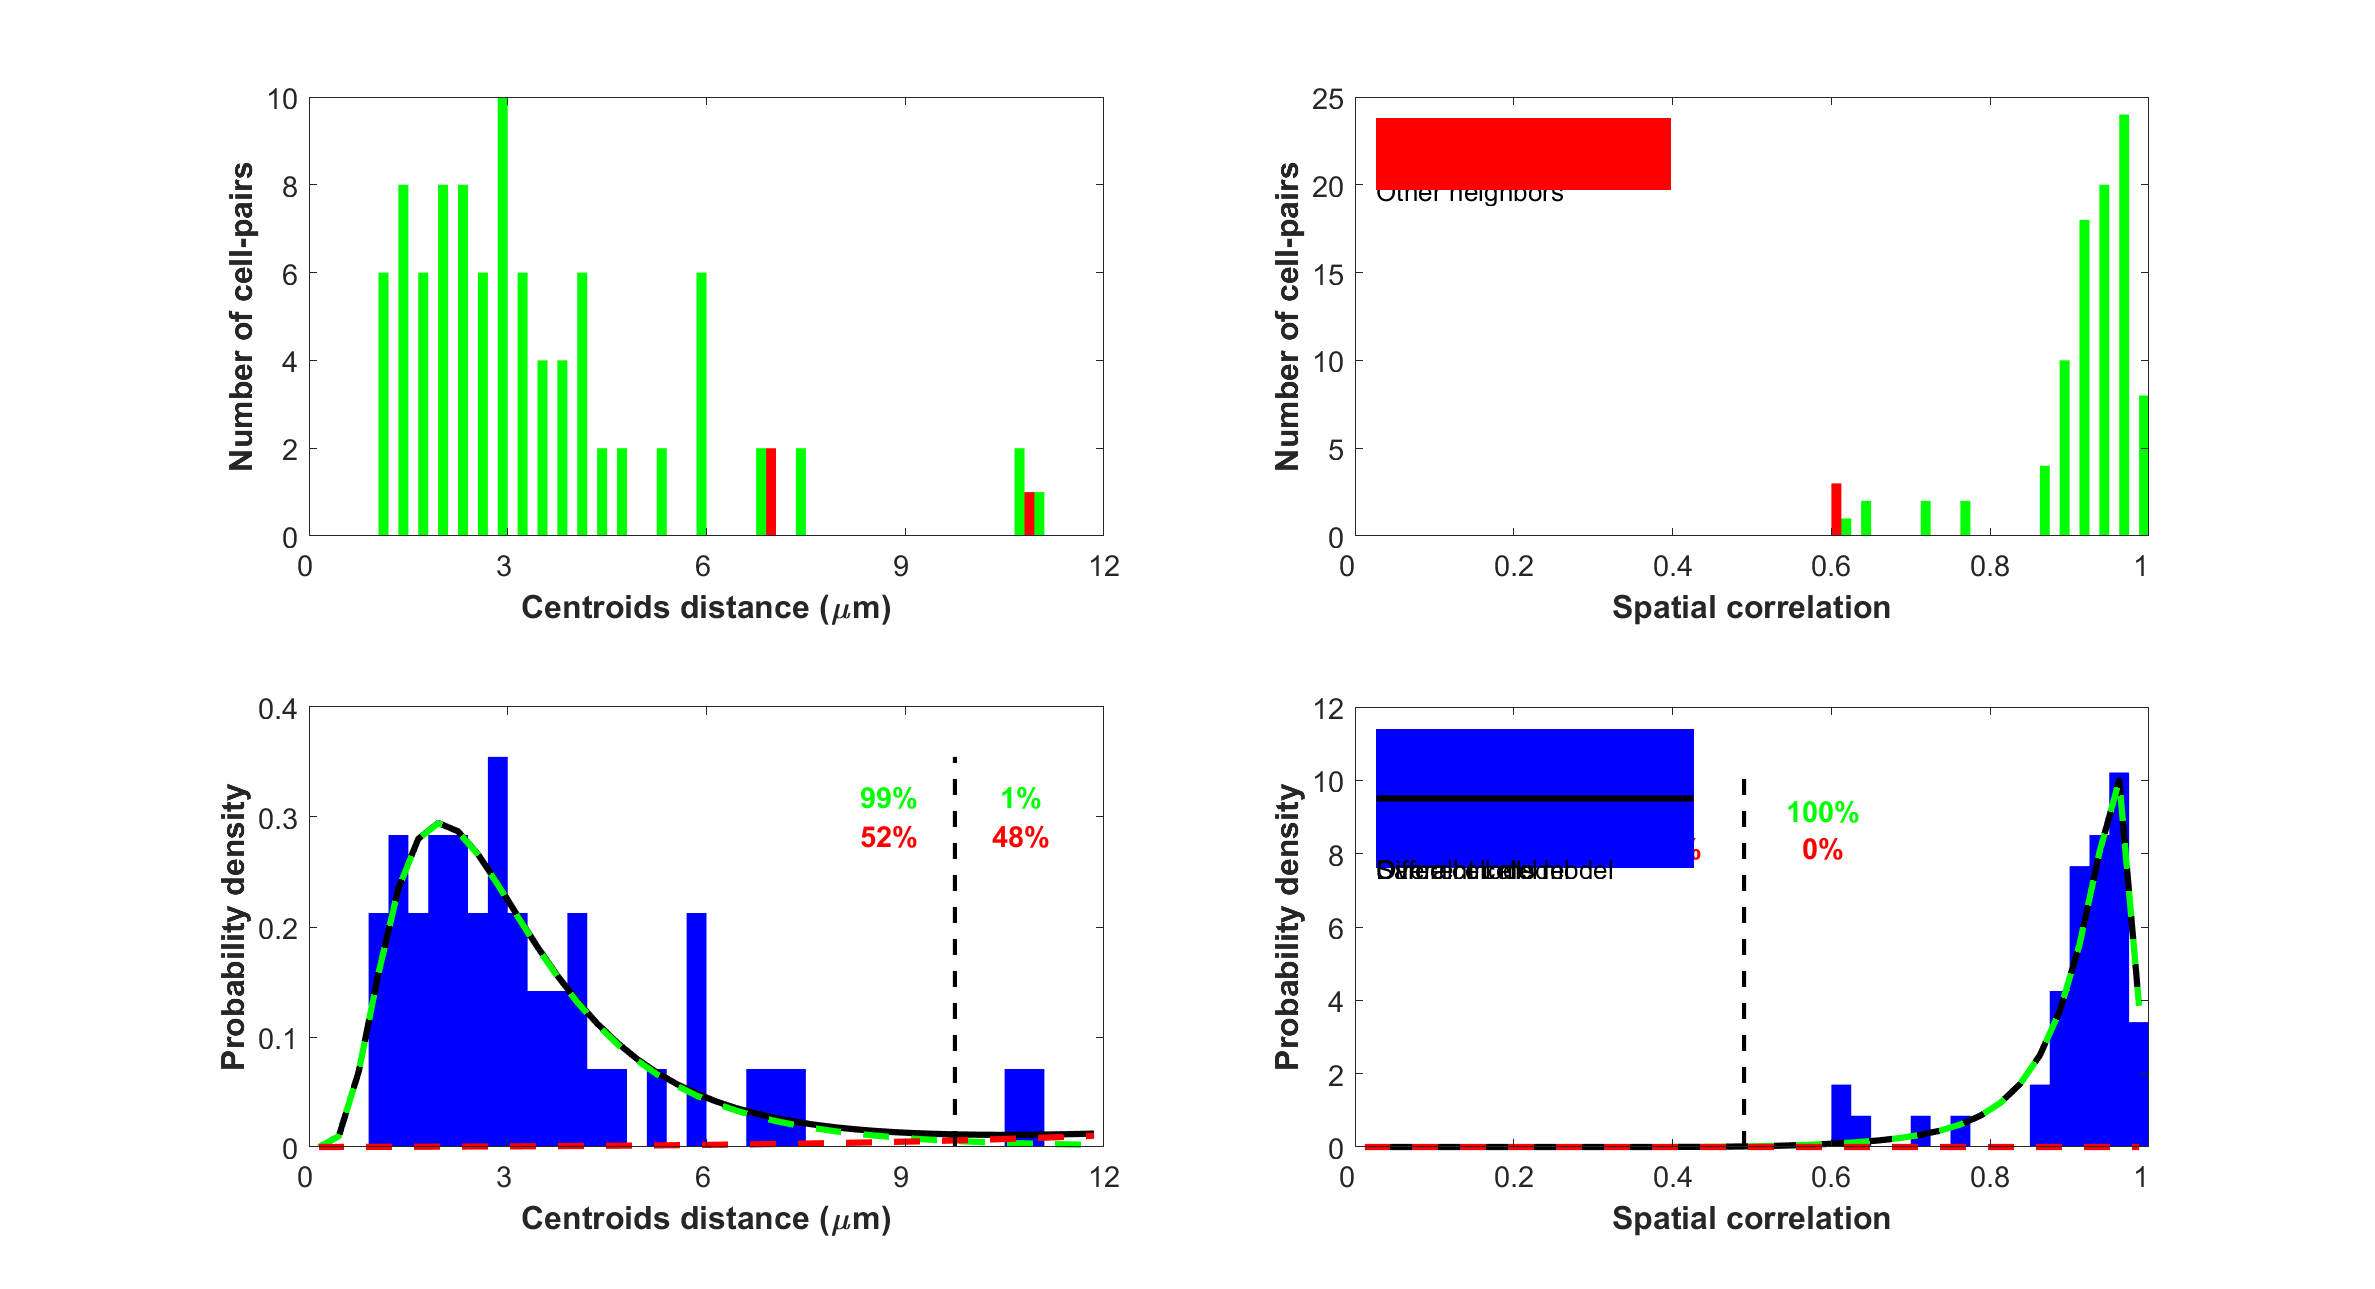 10
8
6
4
2
0
0 3 6 9 12
Number of cell-pairs
Centroids distance (μm)
25
20
15
10
5
0
0 0.2 0.4 0.6 0.8 1
Number of cell-pairs
Spatial correlation
Other neighbors
0.4
0.3
0.2
0.1
0
0 3 6 9 12
Probability density
Centroids distance (μm)
99% 1%
52% 48%
12
10
8
6
4
2
0
0 0.2 0.4 0.6 0.8 1
Probability density
Spatial correlation
100%
% 0%